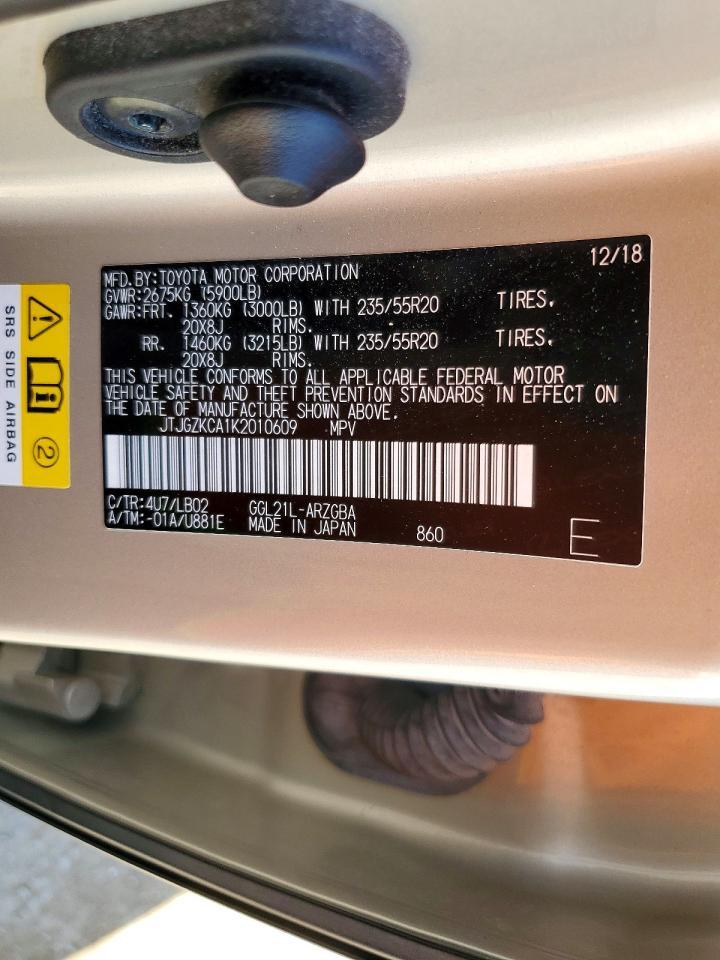 12/18
MFD.BY:TOYOTA MOTOR CORPORATION
GVWR:2675KG (5900LB)
GAWR:FRT. 1360KG (3000LB) WITH 235/55R20 TIRES,
20X8J RIMS.
RR. 1460KG (3215LB) WITH 235/55R20 TIRES,
20X8J RIMS.
THIS VEHICLE CONFORMS TO ALL APPLICABLE FEDERAL MOTOR
VEHICLE SAFETY AND THEFT PREVENTION STANDARDS IN EFFECT ON
THE DATE OF MANUFACTURE SHOWN ABOVE.
JTJGZKCA1K2010609 MPV
C/TR:4U7/LB02 GGL21L-ARZGBA
A/TM:-01A/U881E MADE IN JAPAN 860 E
SRS SIDE AIRBAG
2